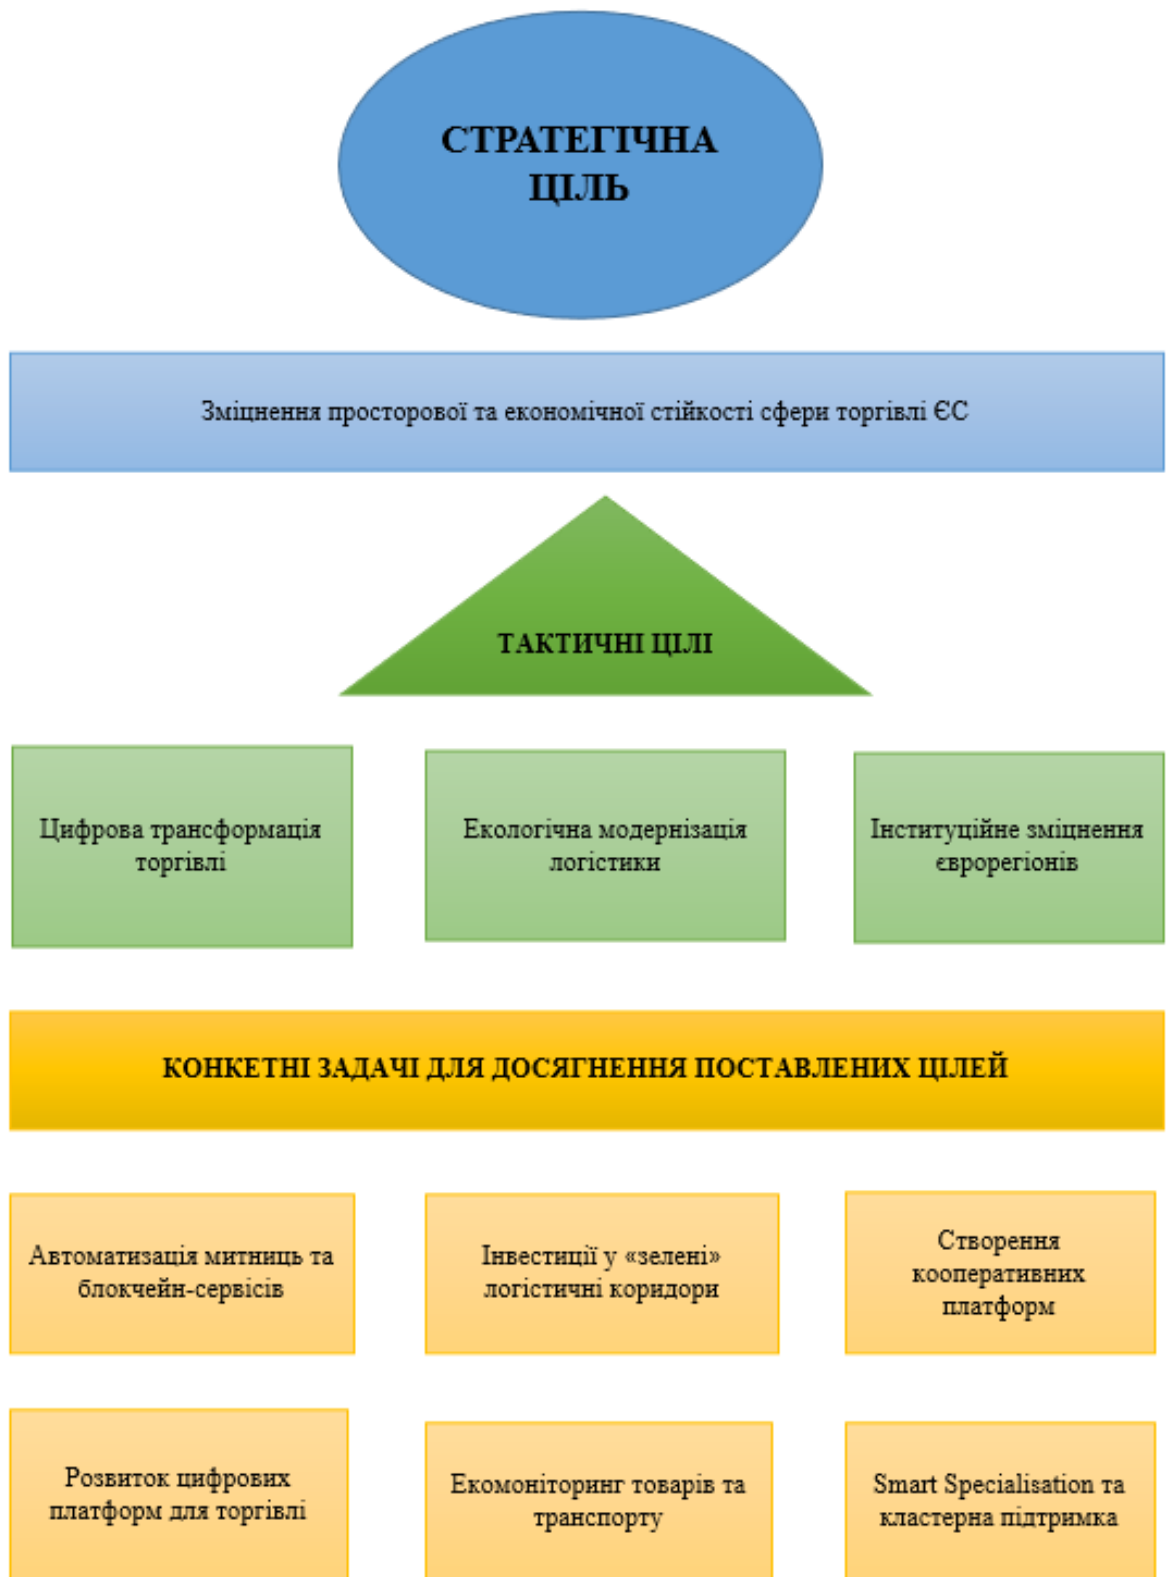 СТРАТЕГІЧНА
ЦІЛЬ
Зміцнення просторової та економічної стійкості сфери торгівлі ЄС
ТАКТИЧНІ ЦІЛІ
Цифрова трансформація
торгівлі
Екологічна модернізація
логістики
Інституційне зміцнення
єврорегіонів
КОНКЕТНІ ЗАДАЧІ ДЛЯ ДОСЯГНЕННЯ ПОСТАВЛЕНИХ ЦІЛЕЙ
Автоматизація митниць та
блокчейн-сервісів
Інвестиції у «зелені»
логістичні коридори
Створення
кооперативних
платформ
Розвиток цифрових
платформ для торгівлі
Екомоніторинг товарів та
транспорту
Smart Specialisation та
кластерна підтримка